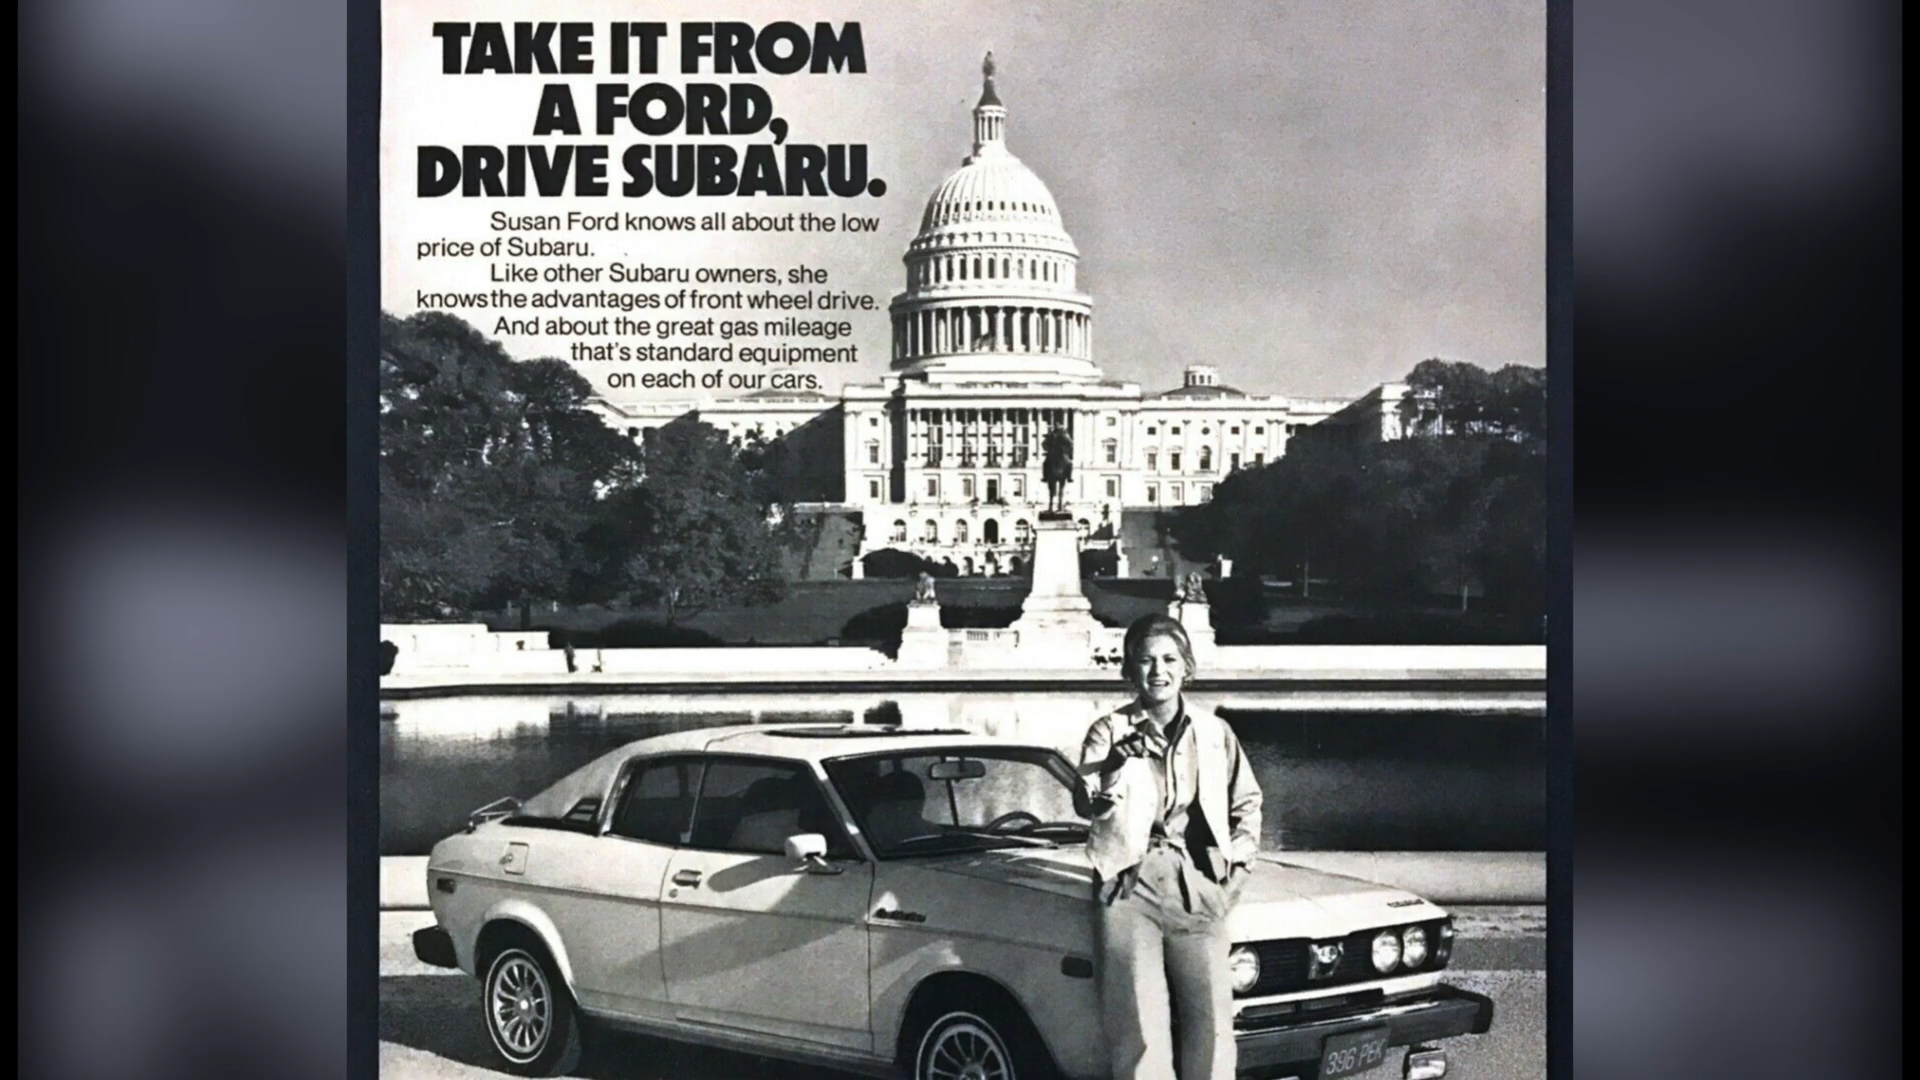 TAKE IT FROM
A FORD,
DRIVE SUBARU.
Susan Ford knows all about the low
price of Subaru.
Like other Subaru owners, she
knows the advantages of front wheel drive.
And about the great gas mileage
that's standard equipment
on each of our cars.
396 PEK